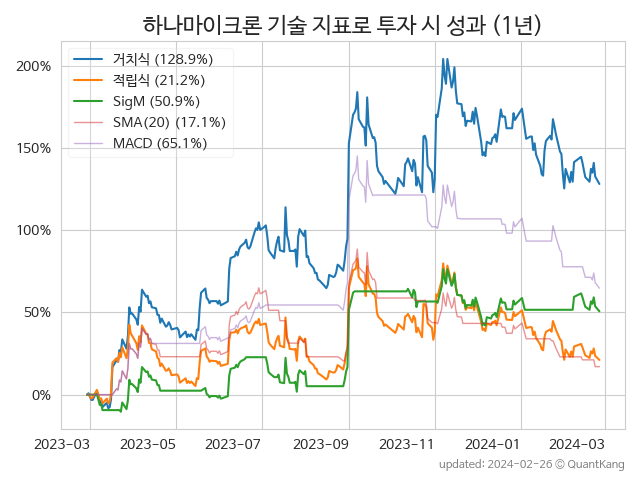 하나마이크론 기술 지표로 투자 시 성과 (1년)
거치식 (128.9%)
적립식 (21.2%)
SigM (50.9%)
SMA(20) (17.1%)
MACD (65.1%)
200%
150%
100%
50%
0%
2023-03 2023-05 2023-07 2023-09 2023-11 2024-01 2024-03
updated: 2024-02-26 © QuantKang